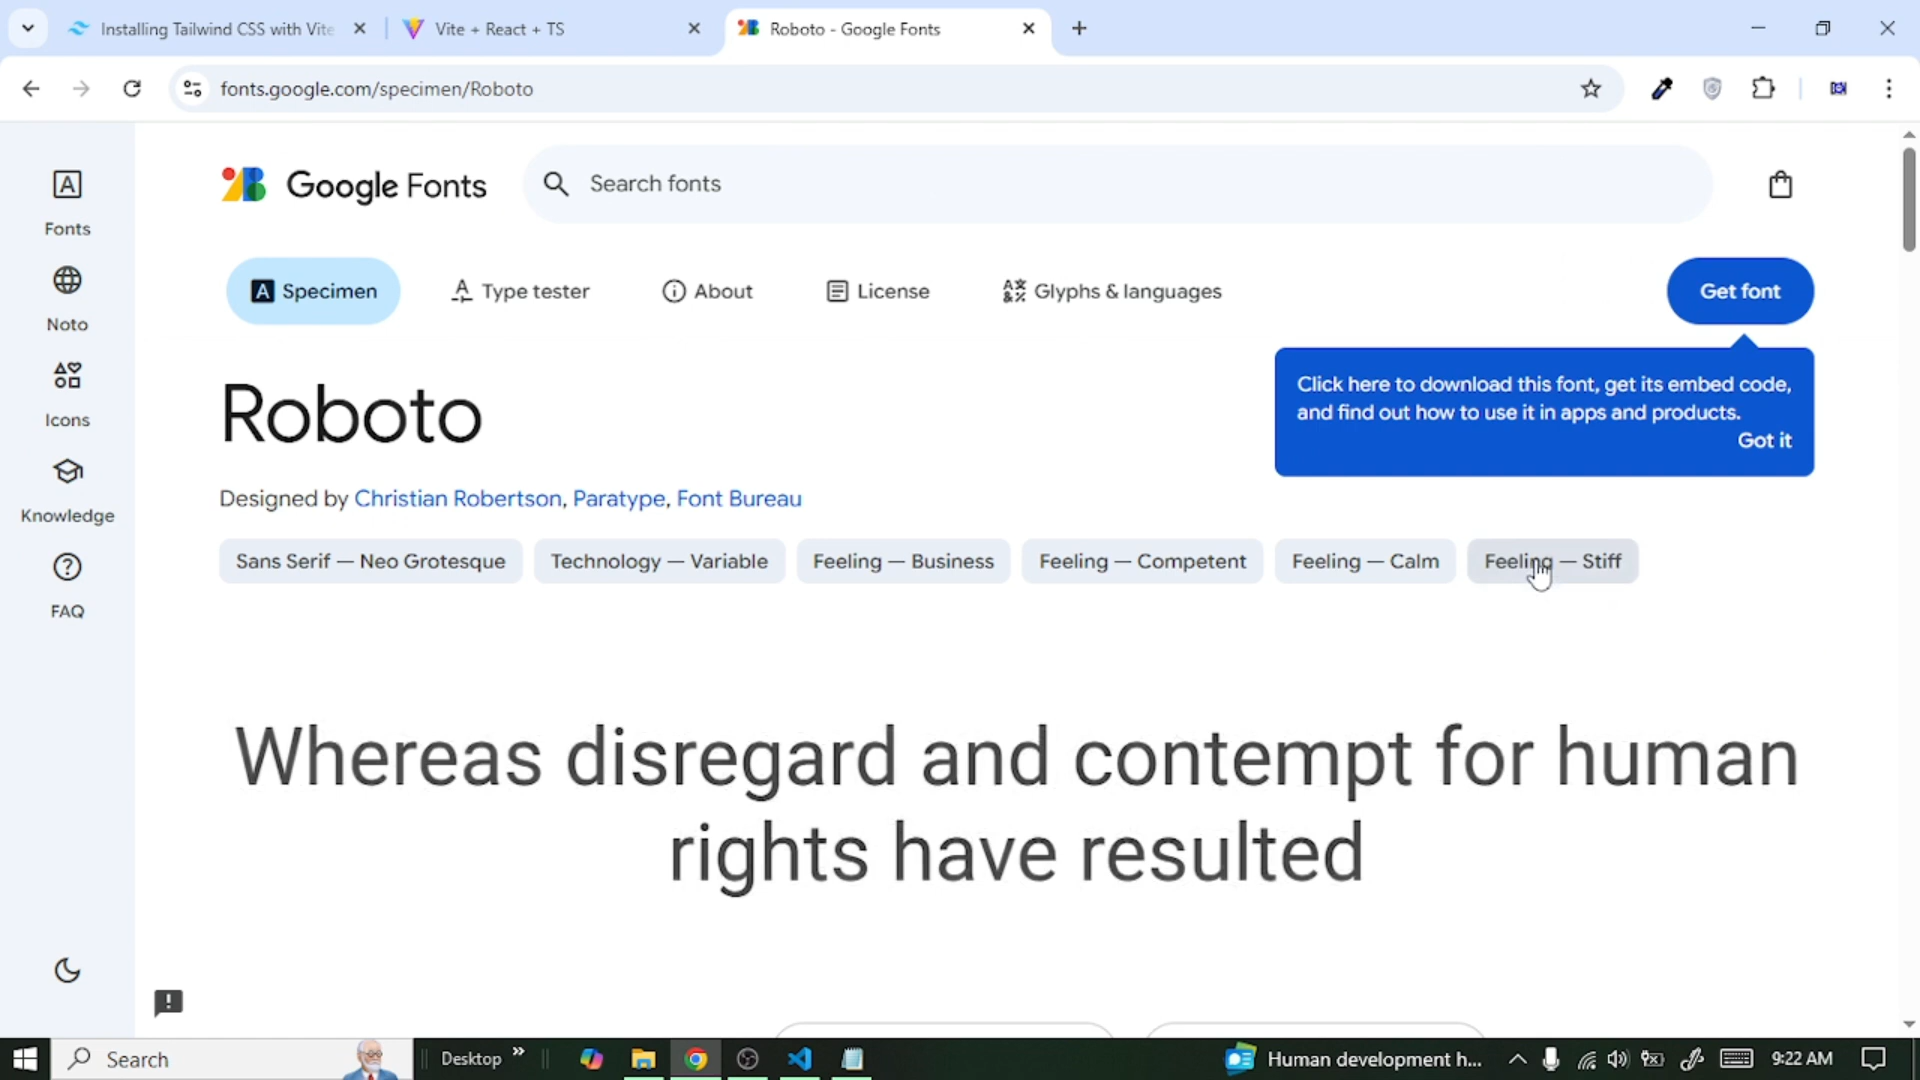 Installing Tailwind CSS with Vite
Vite + React + TS
Roboto - Google Fonts
fonts.google.com/specimen/Roboto
Google Fonts
Search fonts
Fonts
Noto
Icons
Knowledge
FAQ
Specimen
Type tester
About
License
Glyphs & languages
Get font
Click here to download this font, get its embed code,
and find out how to use it in apps and products.
Got it
Roboto
Designed by Christian Robertson, Paratype, Font Bureau
Sans Serif — Neo Grotesque
Technology — Variable
Feeling — Business
Feeling — Competent
Feeling — Calm
Feeling — Stiff
Whereas disregard and contempt for human
rights have resulted
Search
Desktop
Human development h...
9:22 AM